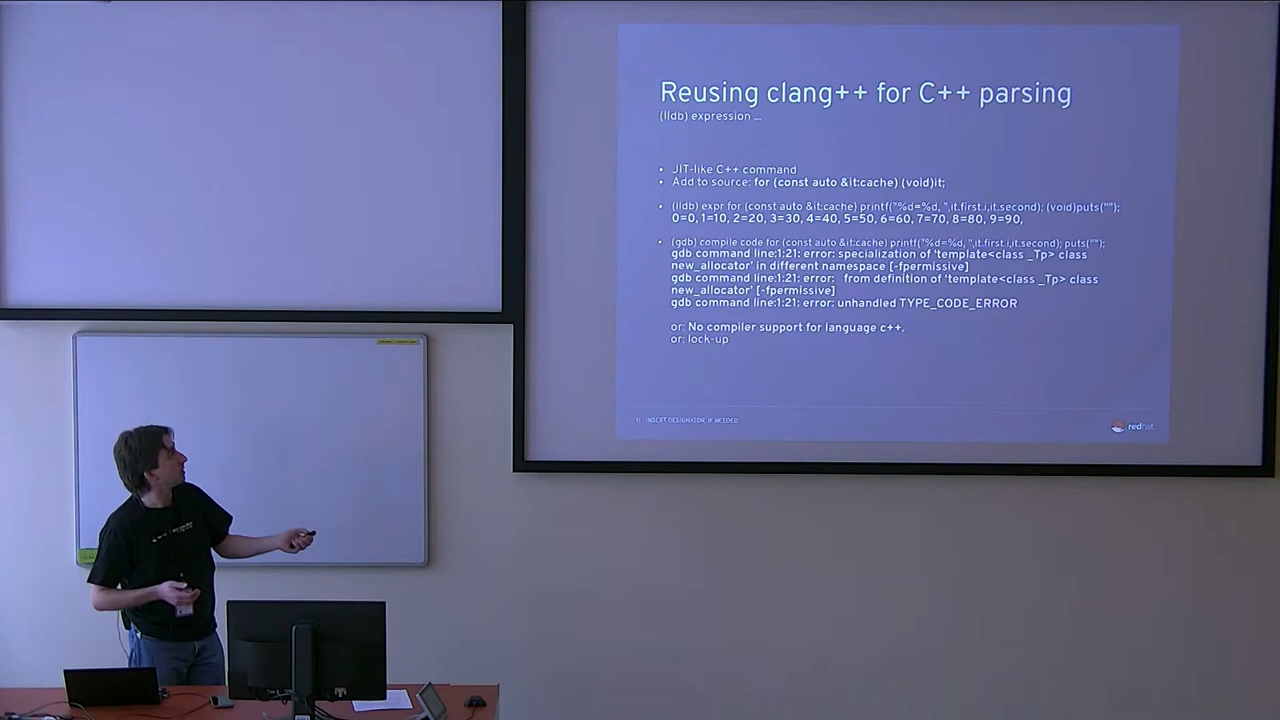 Reusing clang++ for C++ parsing
(lldb) expression ...
• JIT-like C++ command
• Add to source: for (const auto &it:cache) (void)it;
• (lldb) expr for (const auto &it:cache) printf("%d=%d, ",it.first.i,it.second); (void)puts("");
0=0, 1=10, 2=20, 3=30, 4=40, 5=50, 6=60, 7=70, 8=80, 9=90,
• (gdb) compile code for (const auto &it:cache) printf("%d=%d, ",it.first.i,it.second); puts("");
gdb command line:1:21: error: specialization of 'template<class _Tp> class
new_allocator' in different namespace [-fpermissive]
gdb command line:1:21: error:   from definition of 'template<class _Tp> class
new_allocator' [-fpermissive]
gdb command line:1:21: error: unhandled TYPE_CODE_ERROR
or: No compiler support for language c++.
or: lock-up
11 INSERT DESIGNATOR, IF NEEDED
redhat.